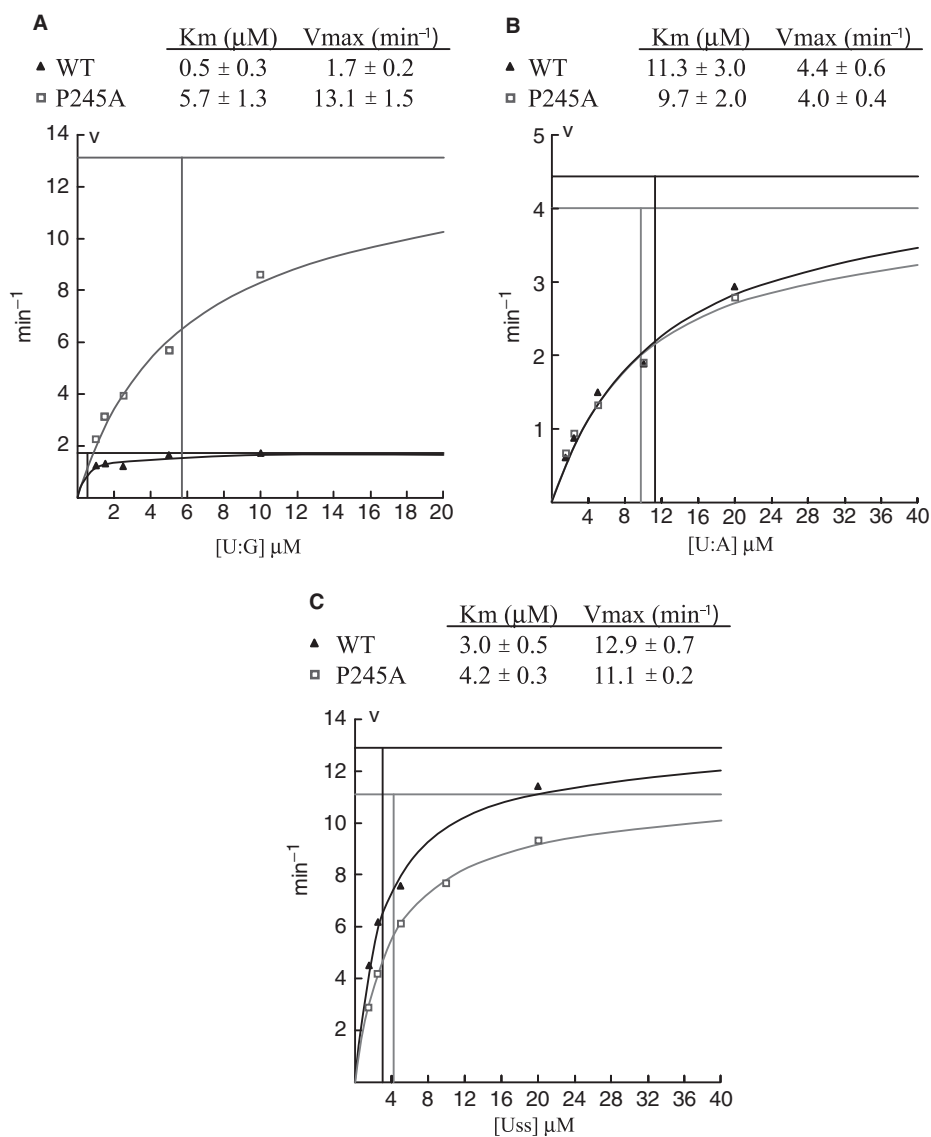 A
Km (μM) Vmax (min⁻¹)
▲ WT 0.5 ± 0.3 1.7 ± 0.2
□ P245A 5.7 ± 1.3 13.1 ± 1.5
14 v
12
10
8
6
4
2
min⁻¹
2 4 6 8 10 12 14 16 18 20
[U:G] μM
B
Km (μM) Vmax (min⁻¹)
▲ WT 11.3 ± 3.0 4.4 ± 0.6
□ P245A 9.7 ± 2.0 4.0 ± 0.4
5 v
4
3
2
1
min⁻¹
4 8 12 16 20 24 28 32 36 40
[U:A] μM
C
Km (μM) Vmax (min⁻¹)
▲ WT 3.0 ± 0.5 12.9 ± 0.7
□ P245A 4.2 ± 0.3 11.1 ± 0.2
14 v
12
10
8
6
4
2
min⁻¹
4 8 12 16 20 24 28 32 36 40
[Uss] μM